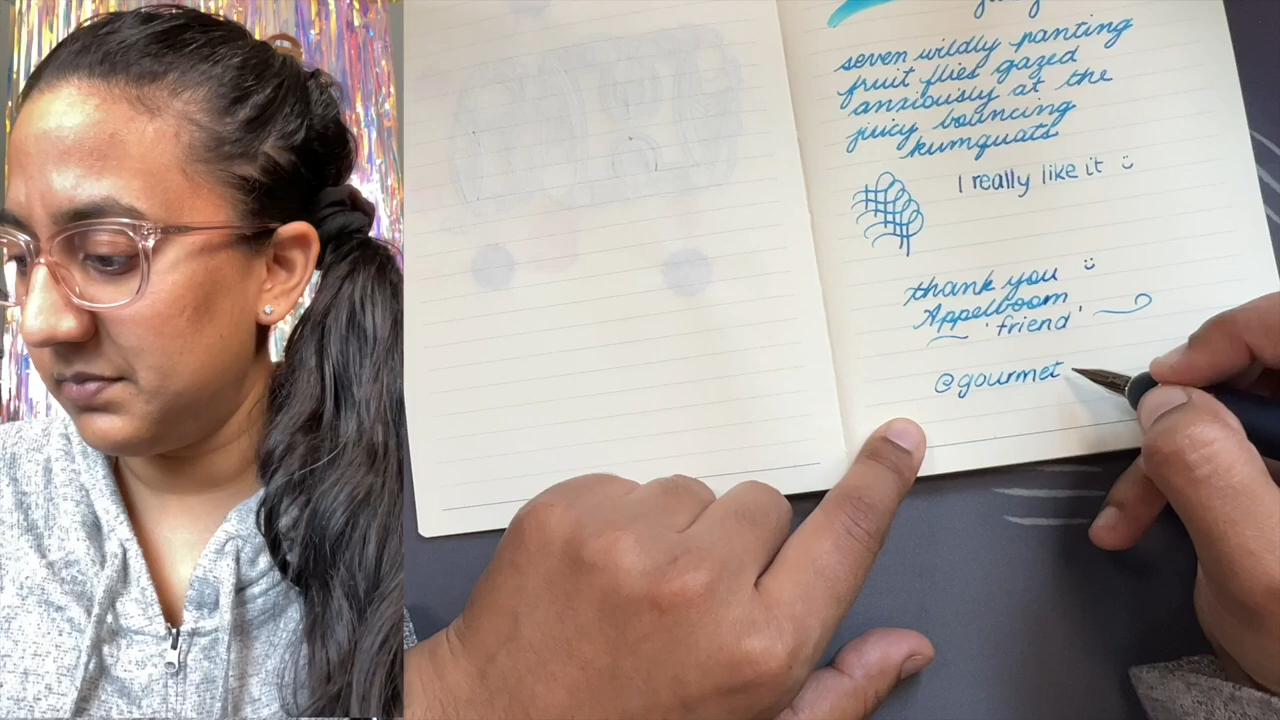 seven wildly panting
fruit flies gazed
anxiously at the
juicy bouncing
kumquats
I really like it
thank you
Appelboom
'friend'
@gourmet